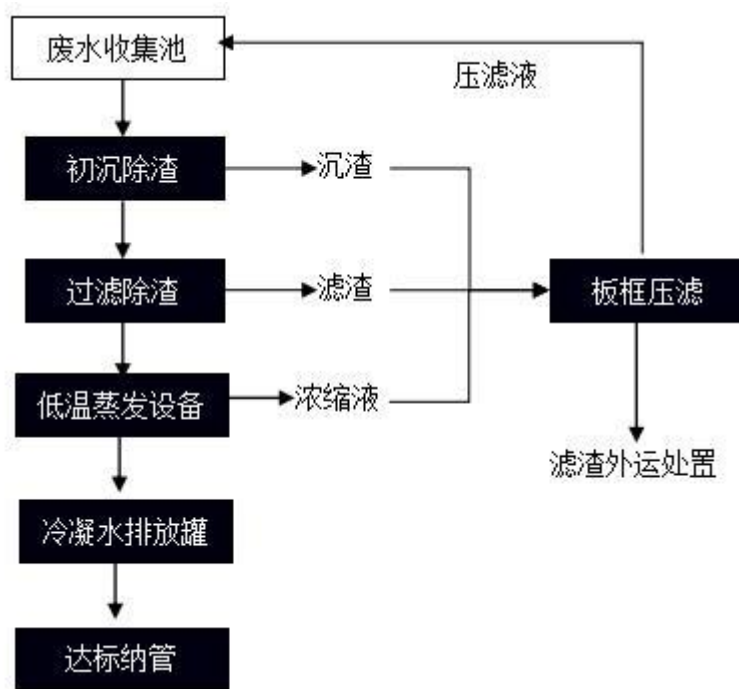 废水收集池
压滤液
初沉除渣
沉渣
过滤除渣
滤渣
板框压滤
低温蒸发设备
浓缩液
滤渣外运处置
冷凝水排放罐
达标纳管